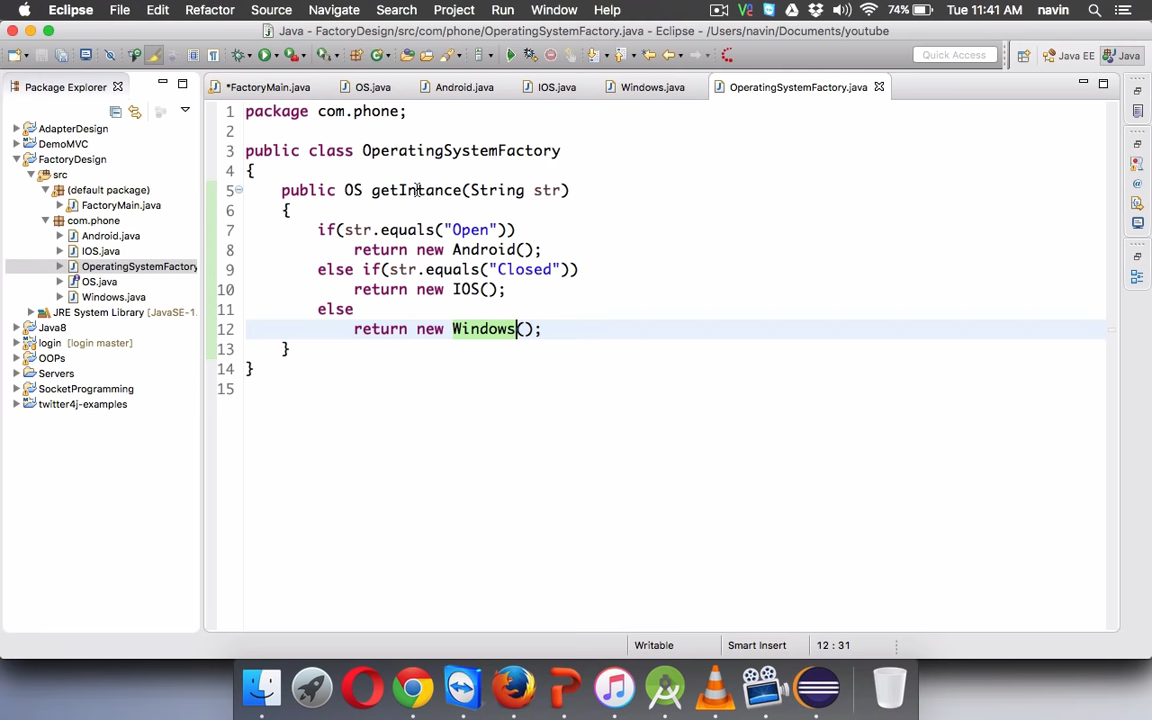 Eclipse File Edit Refactor Source Navigate Search Project Run Window Help 74% Tue 11:41 AM navin
Java - FactoryDesign/src/com/phone/OperatingSystemFactory.java - Eclipse - /Users/navin/Documents/youtube
Quick Access Java EE Java
Package Explorer
*FactoryMain.java OS.java Android.java IOS.java Windows.java OperatingSystemFactory.java
AdapterDesign
DemoMVC
FactoryDesign
src
(default package)
FactoryMain.java
com.phone
Android.java
IOS.java
OperatingSystemFactory
OS.java
Windows.java
JRE System Library [JavaSE-1.
Java8
login [login master]
OOPs
Servers
SocketProgramming
twitter4j-examples
1 package com.phone;
2
3 public class OperatingSystemFactory
4 {
5 public OS getIntance(String str)
6 {
7 if(str.equals("Open"))
8 return new Android();
9 else if(str.equals("Closed"))
10 return new IOS();
11 else
12 return new Windows();
13 }
14 }
15
Writable Smart Insert 12 : 31